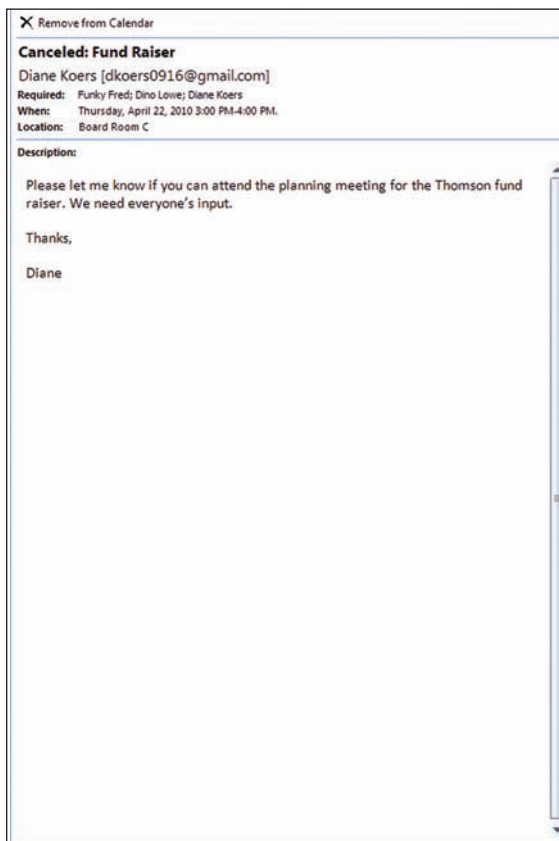 Remove from Calendar
Canceled: Fund Raiser
Diane Koers [dkoers0916@gmail.com]
Required: Funky Fred; Dino Lowe; Diane Koers
When: Thursday, April 22, 2010 3:00 PM-4:00 PM.
Location: Board Room C
Description:
Please let me know if you can attend the planning meeting for the Thomson fund
raiser. We need everyone's input.
Thanks,
Diane